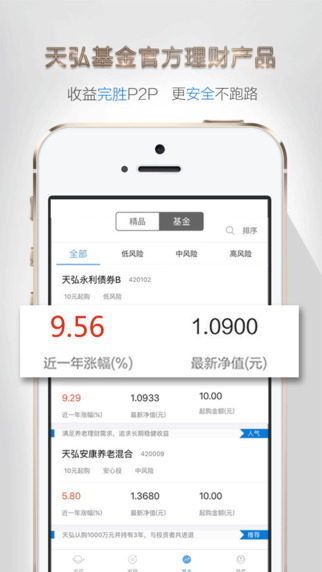 天弘基金官方理财产品
收益完胜P2P 更安全不跑路
精品 基金
排序
全部 低风险 中风险 高风险
天弘永利债券B 420102
10元起购 低风险
9.56 1.0900
近一年涨幅(%) 最新净值(元)
9.29 1.0933 10.00
近一年涨幅(%) 最新净值(元) 起购金额(元)
满足养老理财需求，追求长期稳健收益 人气
天弘安康养老混合 420009
10元起购 安心投 中风险
5.80 1.3680 10.00
近一年涨幅(%) 最新净值(元) 起购金额(元)
天弘认购1000万元并持有3年，与投资者共进退 推荐